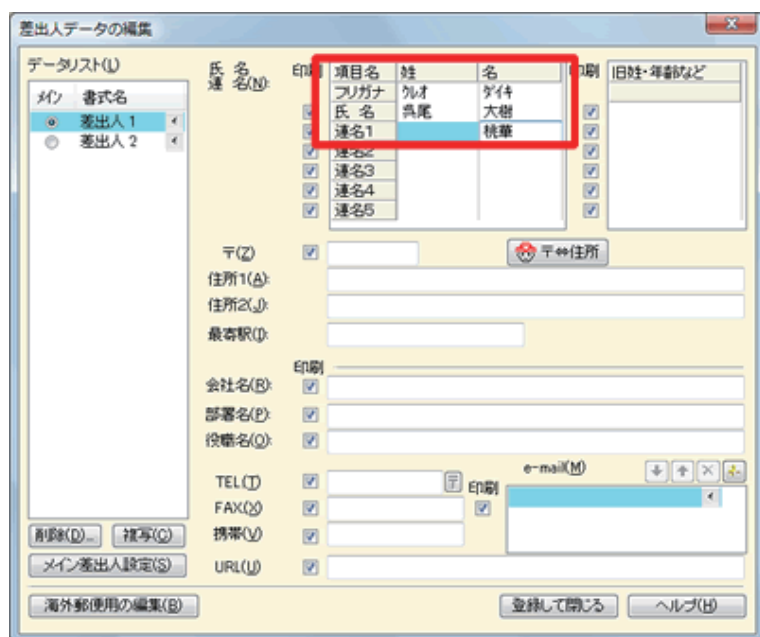 差出人データの編集
データリスト(L)
メイン 書式名
差出人 1
差出人 2
氏 名
連 名(N):
印刷
項目名 姓 名
フリガナ クレオ ダイキ
氏 名 呉尾 大樹
連名1 桃華
連名2
連名3
連名4
連名5
印刷
旧姓・年齢など
〒(Z)
〒⇔住所
住所1(A):
住所2(J):
最寄駅(I):
印刷
会社名(R):
部署名(P):
役職名(O):
TEL(T)
FAX(X)
携帯(V)
URL(U)
〒
印刷
e-mail(M)
削除(D)... 複写(C)
メイン差出人設定(S)
海外郵便用の編集(B)
登録して閉じる
ヘルプ(H)